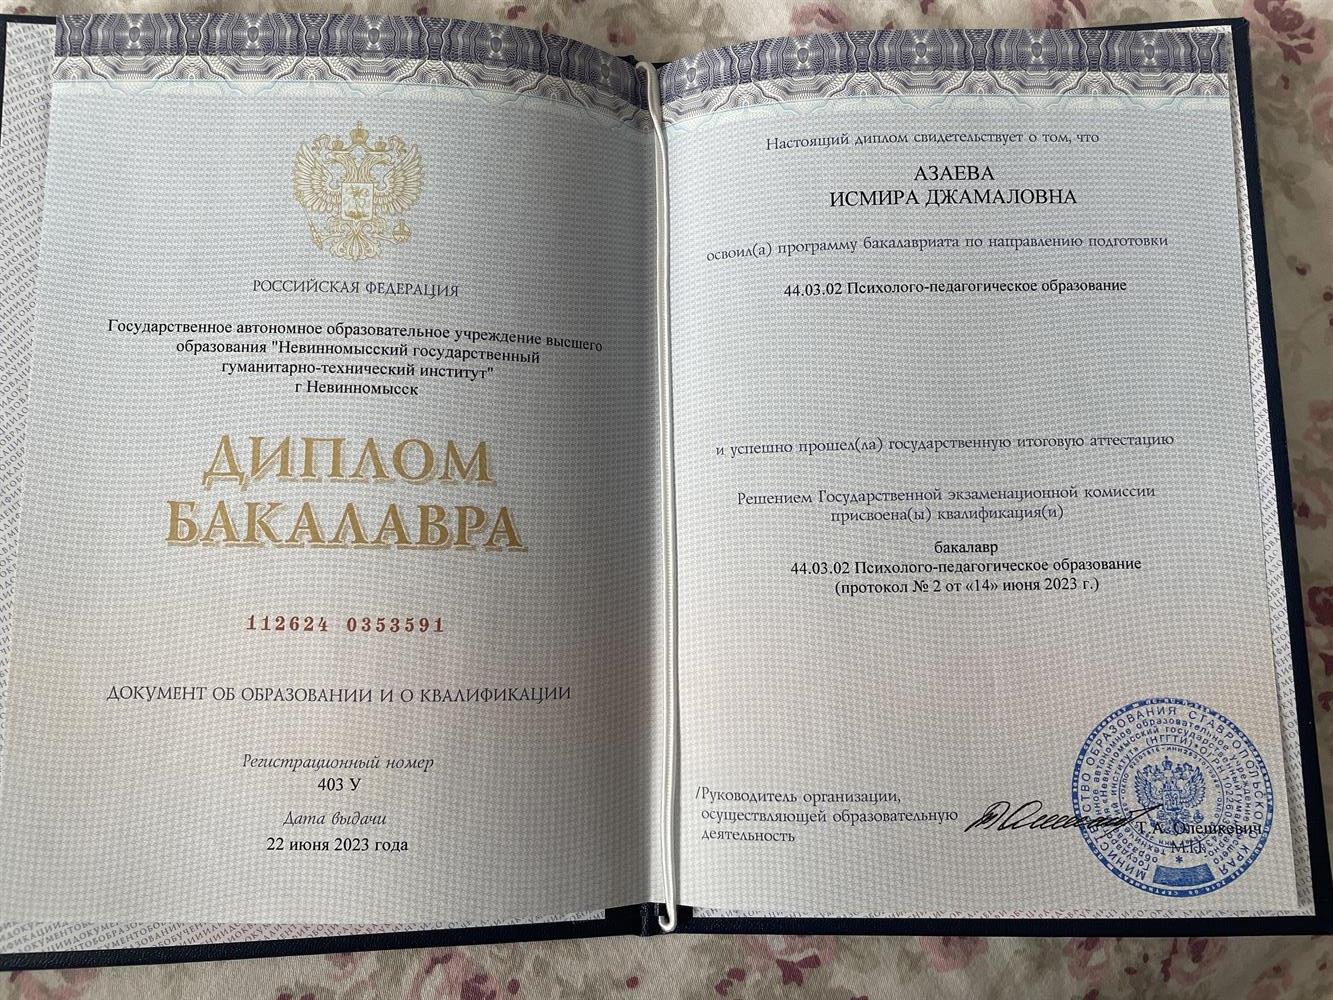 РОССИЙСКАЯ ФЕДЕРАЦИЯ
Государственное автономное образовательное учреждение высшего
образования "Невинномысский государственный
гуманитарно-технический институт"
г Невинномысск
ДИПЛОМ
БАКАЛАВРА
112624 0353591
ДОКУМЕНТ ОБ ОБРАЗОВАНИИ И О КВАЛИФИКАЦИИ
Регистрационный номер
403 У
Дата выдачи
22 июня 2023 года
Настоящий диплом свидетельствует о том, что
АЗАЕВА
ИСМИРА ДЖАМАЛОВНА
освоил(а) программу бакалавриата по направлению подготовки
44.03.02 Психолого-педагогическое образование
и успешно прошел(ла) государственную итоговую аттестацию
Решением Государственной экзаменационной комиссии
присвоена(ы) квалификация(и)
бакалавр
44.03.02 Психолого-педагогическое образование
(протокол № 2 от «14» июня 2023 г.)
/Руководитель организации,
осуществляющей образовательную
деятельность
Т.А. Олешкевич
М.П.
МИНИСТЕРСТВО ОБРАЗОВАНИЯ СТАВРОПОЛЬСКОГО КРАЯ